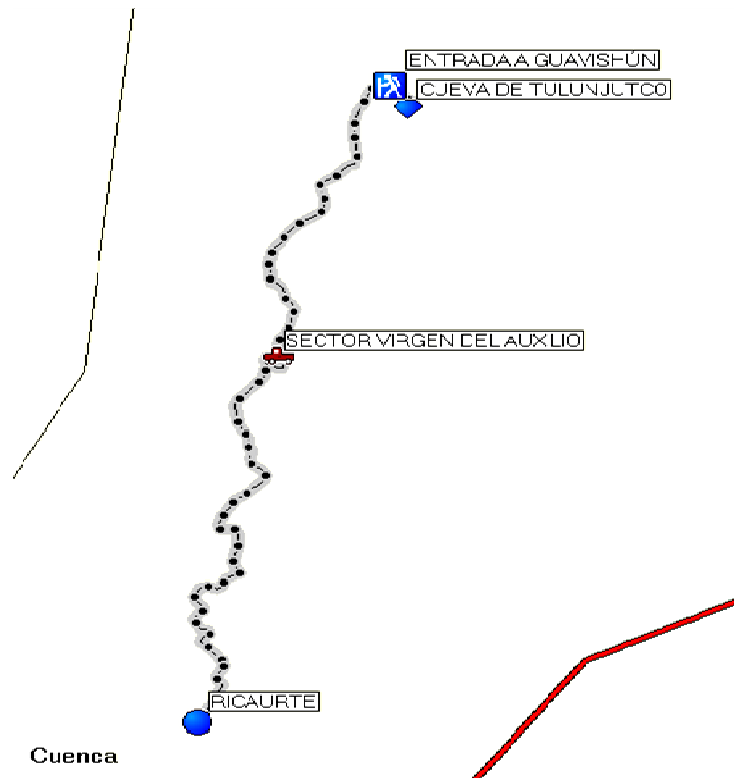 ENTRADA A GUAVISHÚN
CUEVA DE TULUNJUTCO
SECTOR VIRGEN DEL AUXLIO
RICAURTE
Cuenca